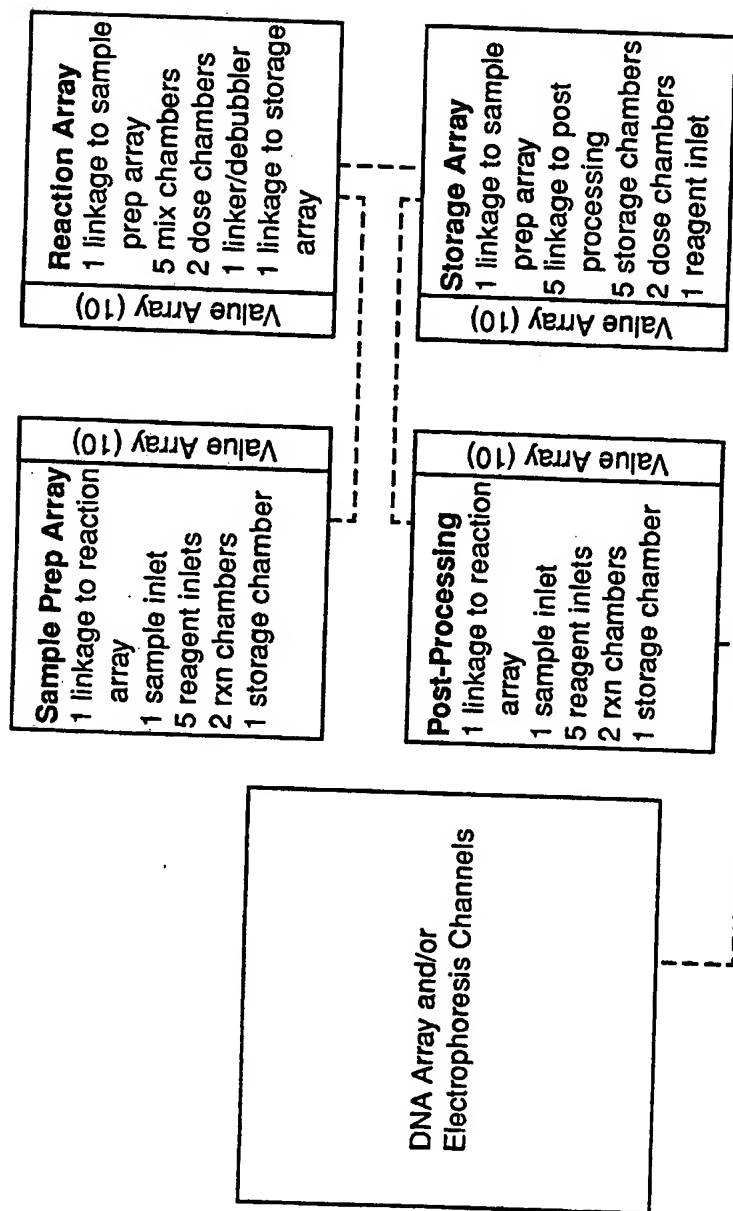 Sample Prep Array
1 linkage to reaction
array
1 sample inlet
5 reagent inlets
2 rxn chambers
1 storage chamber
Value Array (10)
Reaction Array
1 linkage to sample
prep array
5 mix chambers
2 dose chambers
1 linker/debubbler
1 linkage to storage
array
Value Array (10)
DNA Array and/or
Electrophoresis Channels
Post-Processing
1 linkage to reaction
array
1 sample inlet
5 reagent inlets
2 rxn chambers
1 storage chamber
Value Array (10)
Storage Array
1 linkage to sample
prep array
5 linkage to post
processing
5 storage chambers
2 dose chambers
1 reagent inlet
Value Array (10)